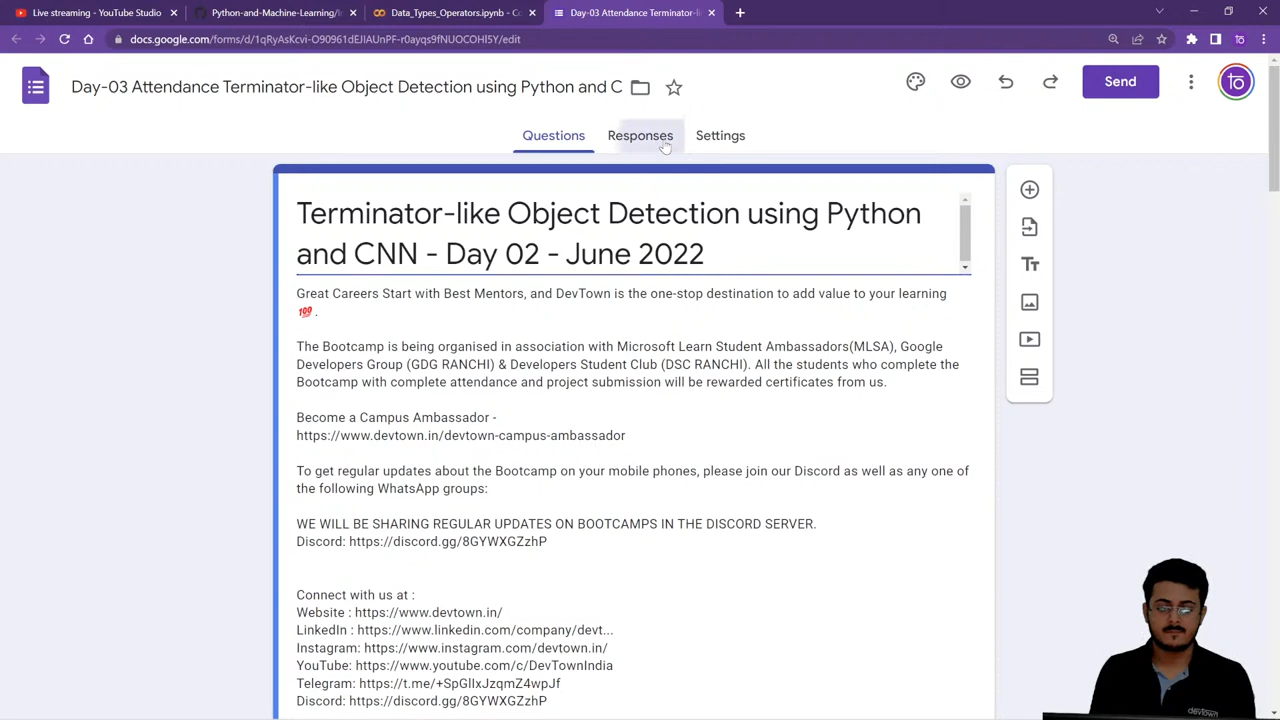 Live streaming - YouTube Studio
Python-and-Machine-Learning/
Data_Types_Operators.ipynb - Co
Day-03 Attendance Terminator-li
docs.google.com/forms/d/1qRyAsKcvi-O90961dEJIAUnPF-r0ayqs9fNUOCOHI5Y/edit
Day-03 Attendance Terminator-like Object Detection using Python and C
Send
Questions
Responses
Settings
Terminator-like Object Detection using Python
and CNN - Day 02 - June 2022
Great Careers Start with Best Mentors, and DevTown is the one-stop destination to add value to your learning
💯 .
The Bootcamp is being organised in association with Microsoft Learn Student Ambassadors(MLSA), Google
Developers Group (GDG RANCHI) & Developers Student Club (DSC RANCHI). All the students who complete the
Bootcamp with complete attendance and project submission will be rewarded certificates from us.
Become a Campus Ambassador -
https://www.devtown.in/devtown-campus-ambassador
To get regular updates about the Bootcamp on your mobile phones, please join our Discord as well as any one of
the following WhatsApp groups:
WE WILL BE SHARING REGULAR UPDATES ON BOOTCAMPS IN THE DISCORD SERVER.
Discord: https://discord.gg/8GYWXGZzhP
Connect with us at :
Website : https://www.devtown.in/
LinkedIn : https://www.linkedin.com/company/devt...
Instagram: https://www.instagram.com/devtown.in/
YouTube: https://www.youtube.com/c/DevTownIndia
Telegram: https://t.me/+SpGlIxJzqmZ4wpJf
Discord: https://discord.gg/8GYWXGZzhP
devtown